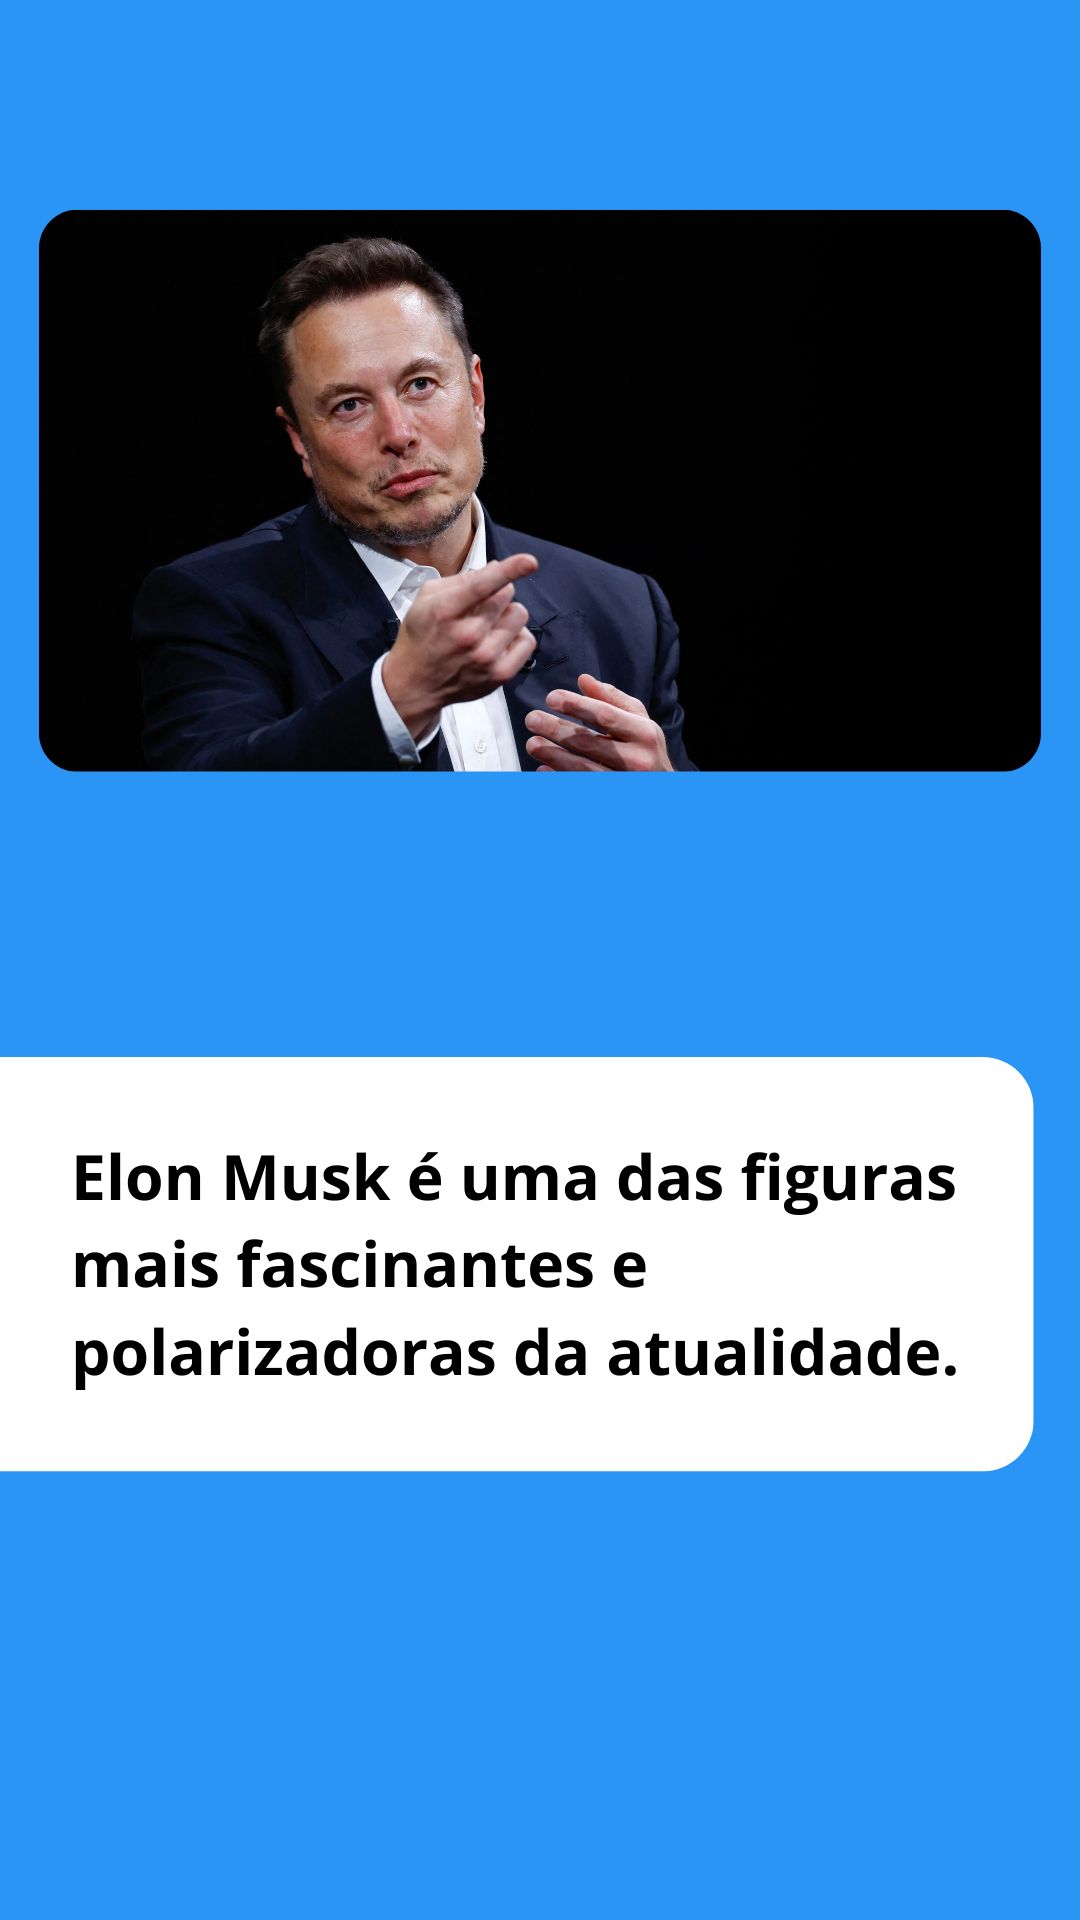 Elon Musk é uma das figuras
mais fascinantes e
polarizadoras da atualidade.